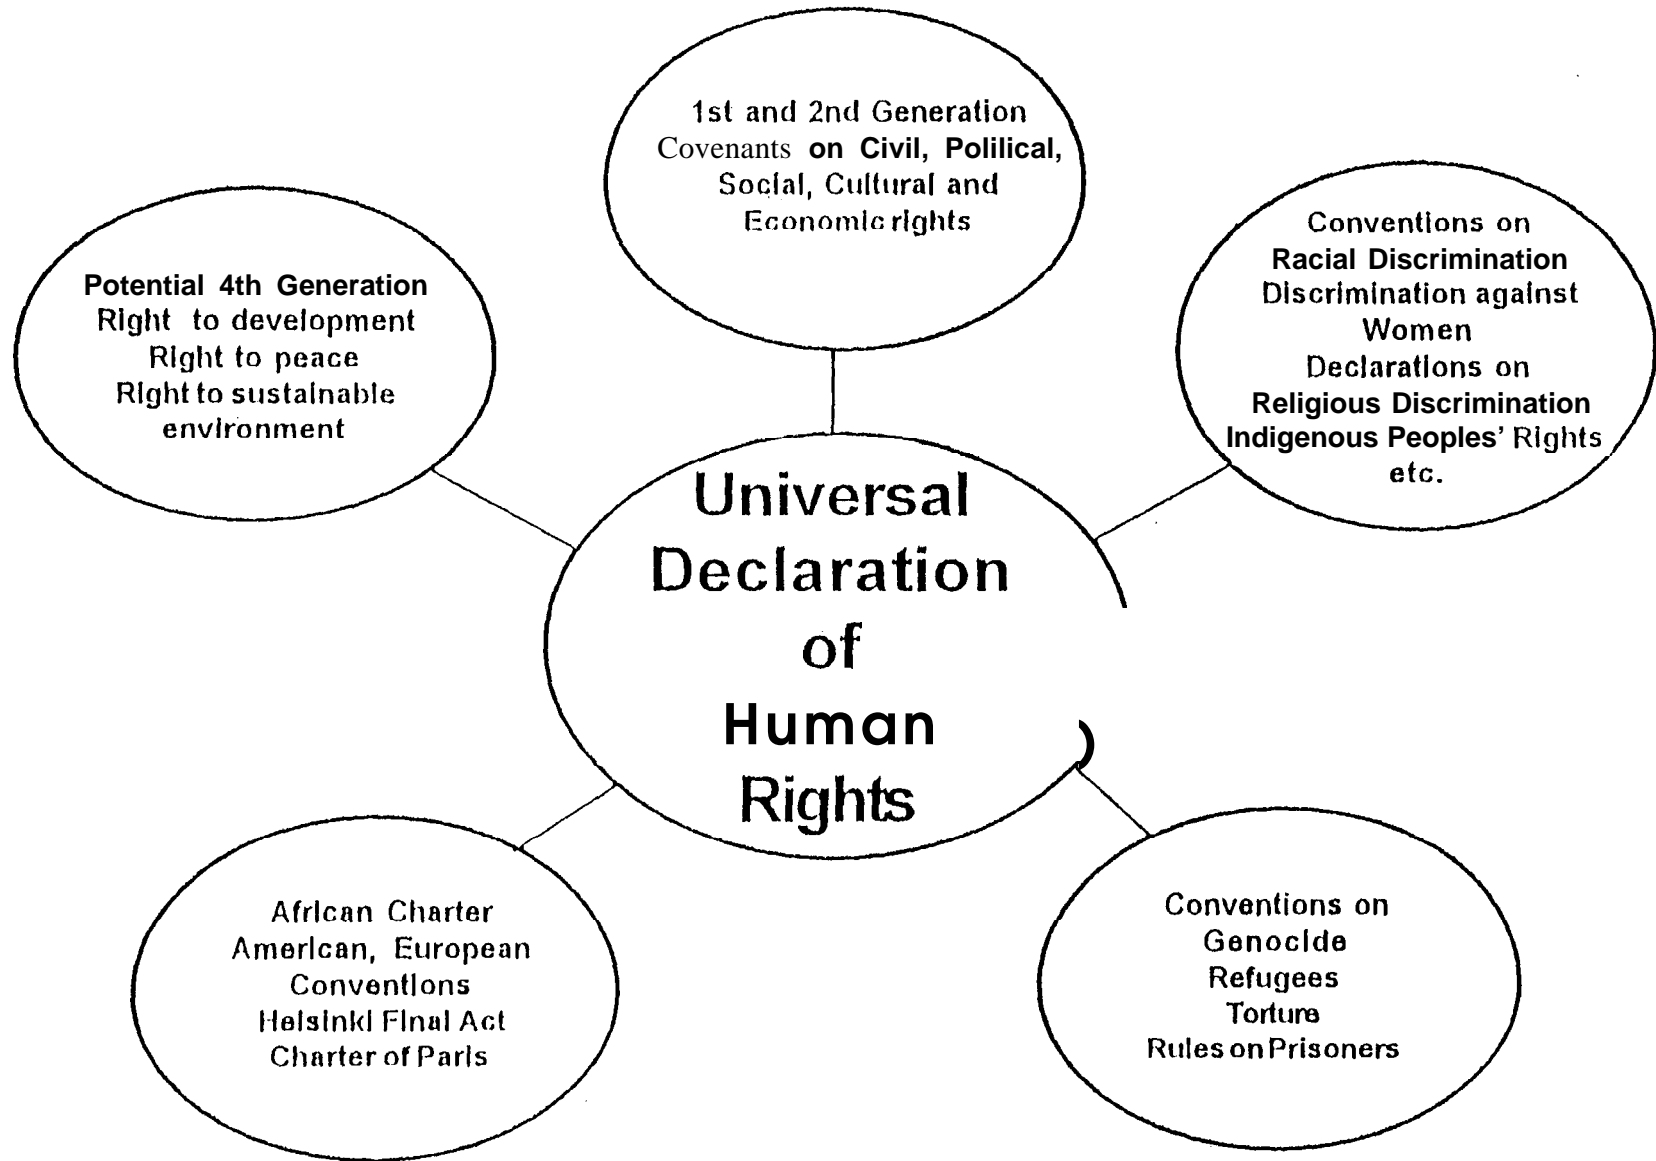 1st and 2nd Generation
Covenants on Civil, Polilical,
Social, Cultural and
Economic rights
Potential 4th Generation
Right to development
Right to peace
Right to sustainable
environment
Conventions on
Racial Discrimination
Discrimination against
Women
Declarations on
Religious Discrimination
Indigenous Peoples’ Rights
etc.
Universal
Declaration
of
Human
Rights
African Charter
American, European
Conventions
Helsinki Final Act
Charter of Paris
Conventions on
Genocide
Refugees
Torture
Rules on Prisoners